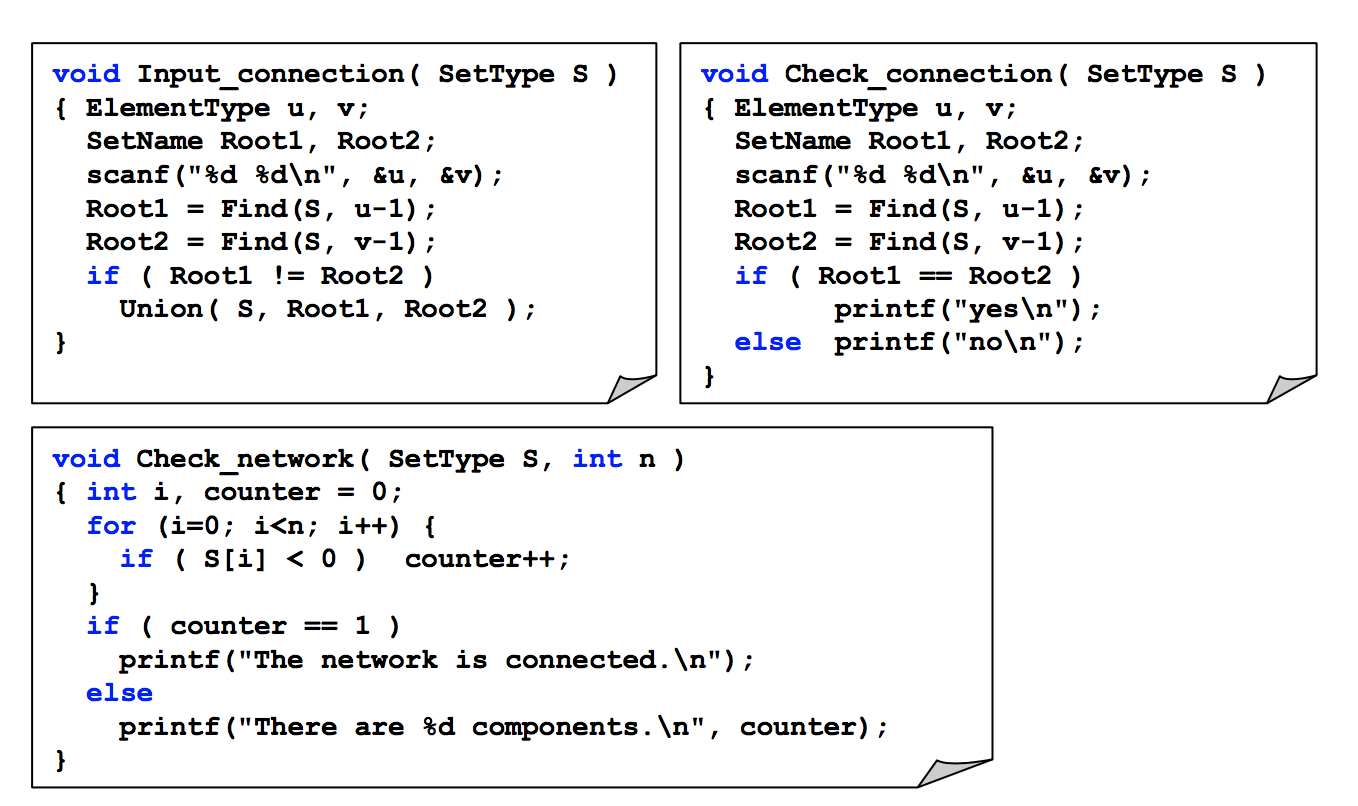 void Input_connection( SetType S )
{ ElementType u, v;
  SetName Root1, Root2;
  scanf("%d %d\n", &u, &v);
  Root1 = Find(S, u-1);
  Root2 = Find(S, v-1);
  if ( Root1 != Root2 )
    Union( S, Root1, Root2 );
}
void Check_connection( SetType S )
{ ElementType u, v;
  SetName Root1, Root2;
  scanf("%d %d\n", &u, &v);
  Root1 = Find(S, u-1);
  Root2 = Find(S, v-1);
  if ( Root1 == Root2 )
        printf("yes\n");
  else  printf("no\n");
}
void Check_network( SetType S, int n )
{ int i, counter = 0;
  for (i=0; i<n; i++) {
    if ( S[i] < 0 )  counter++;
  }
  if ( counter == 1 )
    printf("The network is connected.\n");
  else
    printf("There are %d components.\n", counter);
}